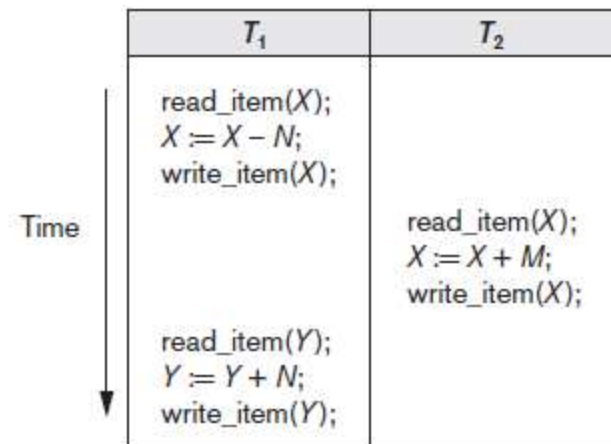 T₁ T₂
read_item(X);
X := X – N;
write_item(X);
Time
read_item(X);
X := X + M;
write_item(X);
read_item(Y);
Y := Y + N;
write_item(Y);